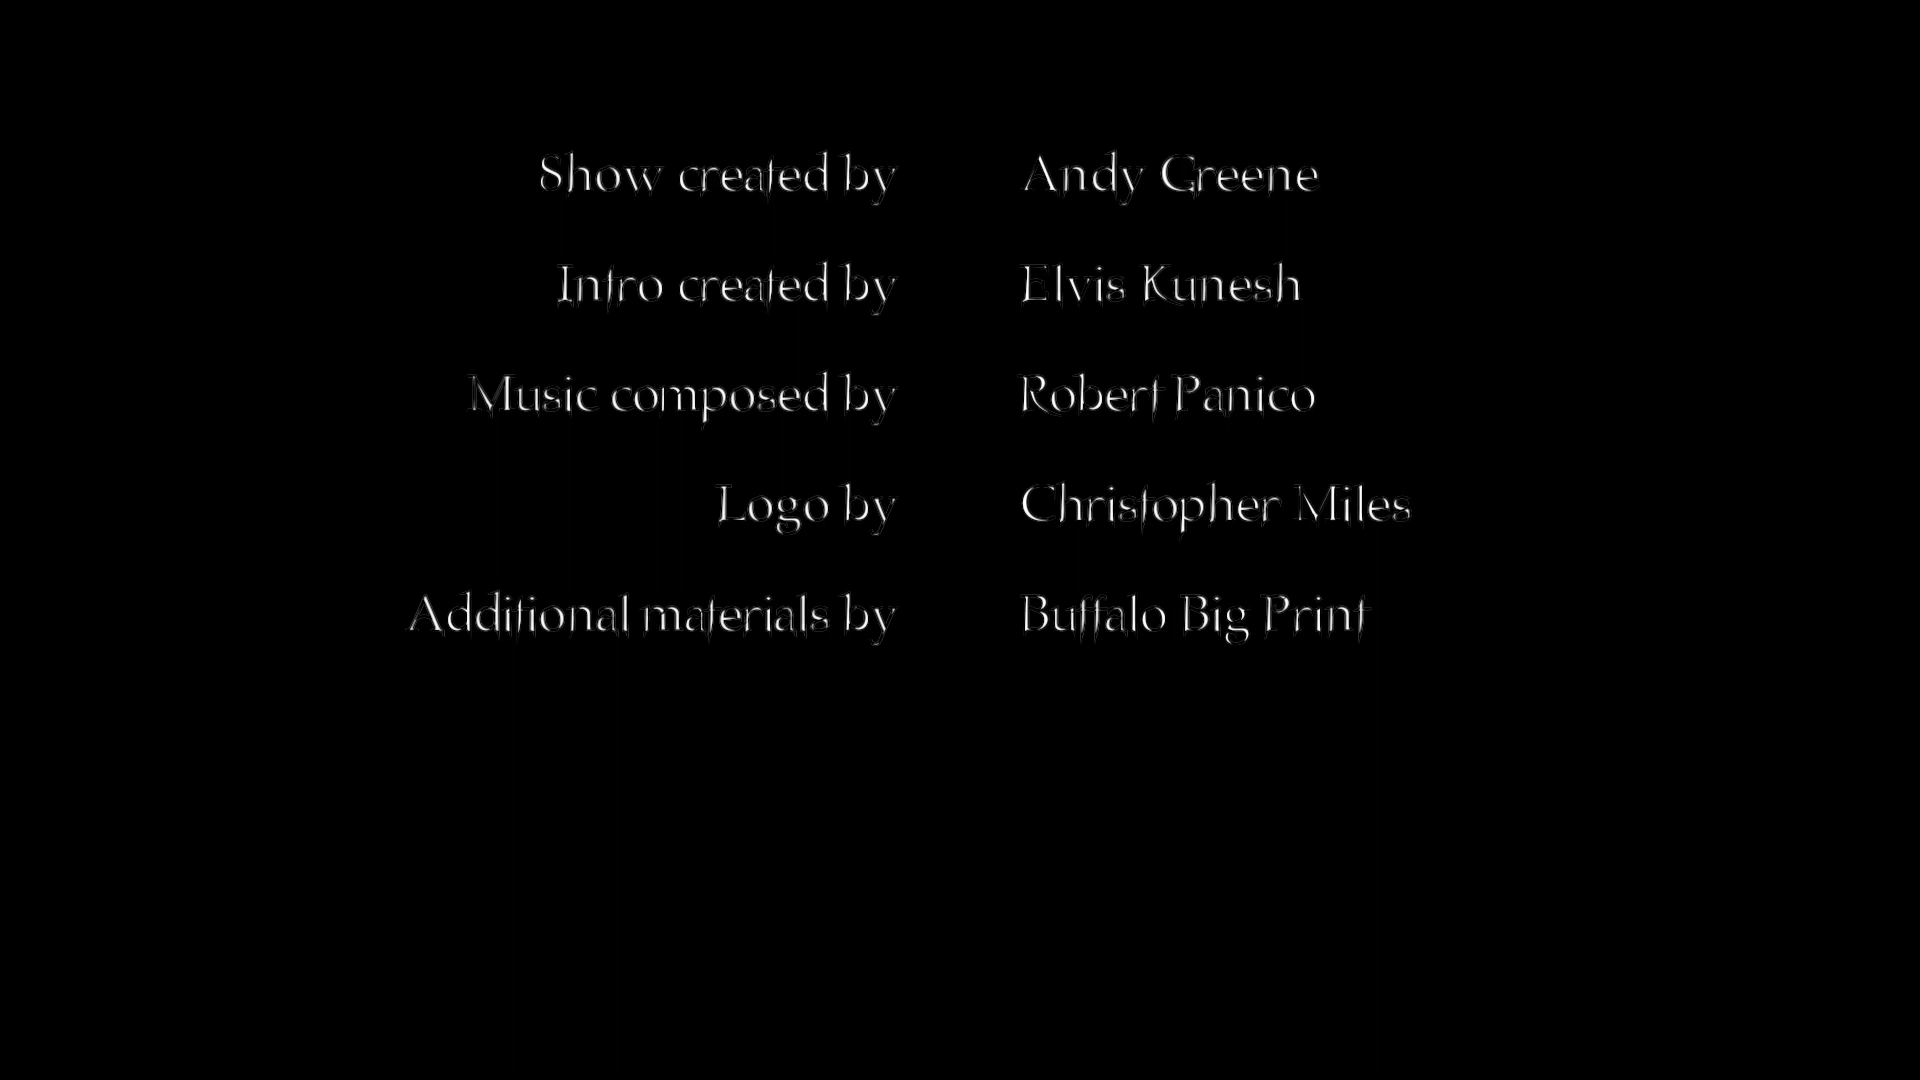 Show created by Andy Greene
Intro created by Elvis Kunesh
Music composed by Robert Panico
Logo by Christopher Miles
Additional materials by Buffalo Big Print